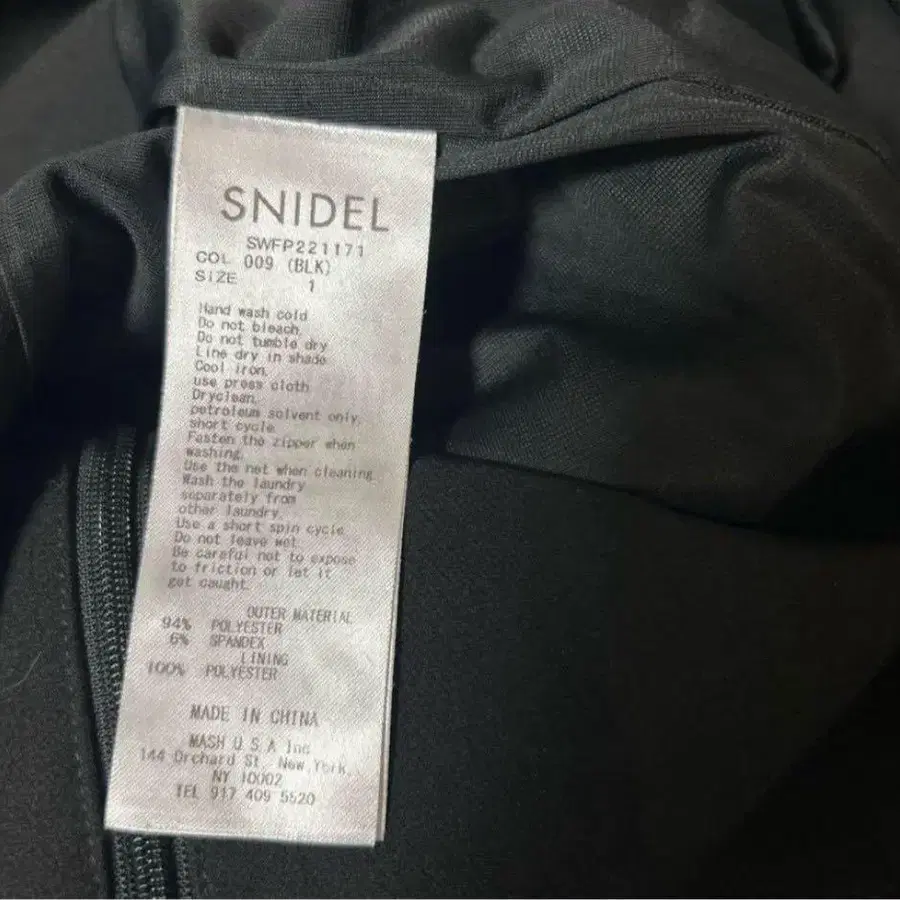 SNIDEL
SWFP221171
COL 009 (BLK)
SIZE 1
Hand wash cold
Do not bleach.
Do not tumble dry
Line dry in shade
Cool iron.
use press cloth
Dryclean.
petroleum solvent only.
short cycle.
Fasten the zipper when
washing.
Use the net when cleaning.
Wash the laundry
separately from
other laundry.
Use a short spin cycle.
Do not leave wet.
Be careful not to expose
to friction or let it
get caught.
OUTER MATERIAL
94% POLYESTER
6% SPANDEX
LINING
100% POLYESTER
MADE IN CHINA
MASH U S A Inc
144 Orchard St. New York,
NY 10002
TEL 917 409 5520